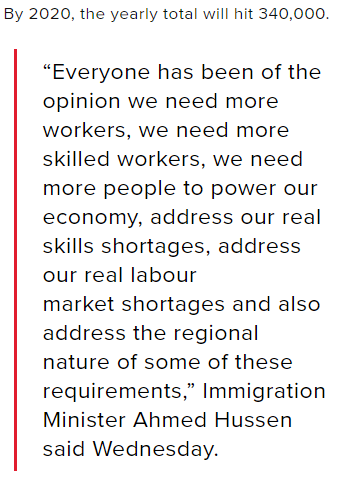 By 2020, the yearly total will hit 340,000.
“Everyone has been of the
opinion we need more
workers, we need more
skilled workers, we need
more people to power our
economy, address our real
skills shortages, address
our real labour
market shortages and also
address the regional
nature of some of these
requirements,” Immigration
Minister Ahmed Hussen
said Wednesday.